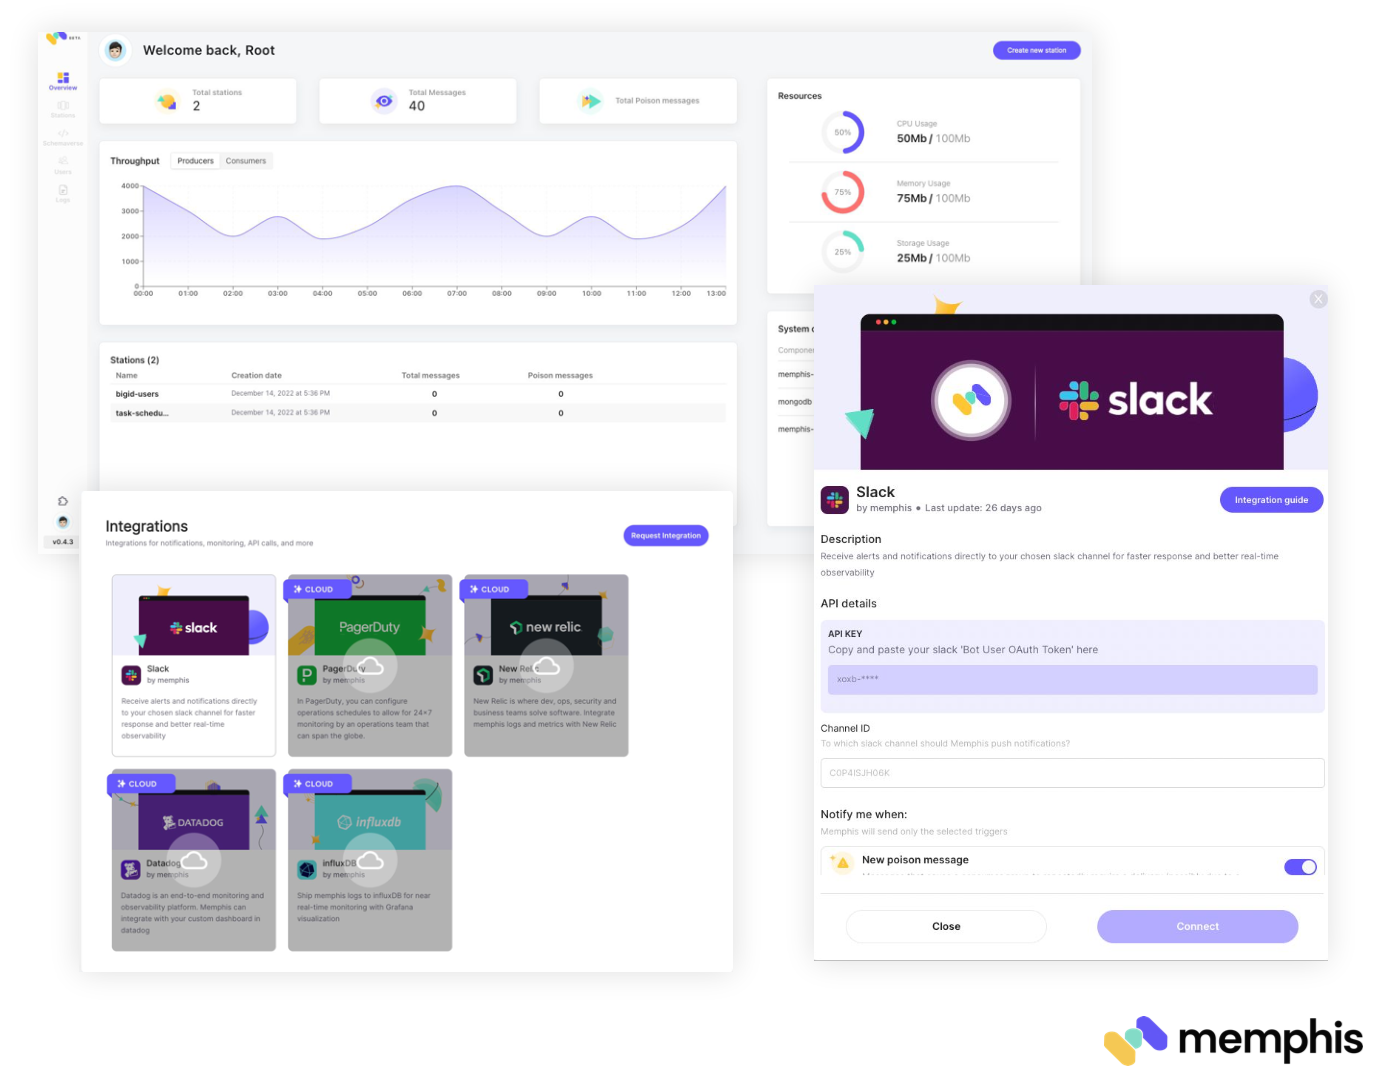 BETA
Welcome back, Root
Create new station
Overview
Stations
Schemaverse
Users
Logs
v0.4.3
Total stations
2
Total Messages
40
Total Poison messages
Throughput
Producers
Consumers
4000
3000
2000
1000
0
00:00 01:00 02:00 03:00 04:00 05:00 06:00 07:00 08:00 09:00 10:00 11:00 12:00 13:00
Resources
50%
CPU Usage
50Mb / 100Mb
75%
Memory Usage
75Mb / 100Mb
25%
Storage Usage
25Mb / 100Mb
Stations (2)
Name Creation date Total messages Poison messages
bigid-users December 14, 2022 at 5:36 PM 0 0
task-schedu... December 14, 2022 at 5:36 PM 0 0
System
Componen
memphis-
mongodb
memphis-
Integrations
Integrations for notifications, monitoring, API calls, and more
Request Integration
slack
Slack
by memphis
Receive alerts and notifications directly
to your chosen slack channel for faster
response and better real-time
observability
CLOUD
PagerDuty
PagerDuty
by memphis
In PagerDuty, you can configure
operations schedules to allow for 24×7
monitoring by an operations team that
can span the globe.
CLOUD
new relic
New Relic
by memphis
New Relic is where dev, ops, security and
business teams solve software. Integrate
memphis logs and metrics with New Relic
CLOUD
DATADOG
Datadog
by memphis
Datadog is an end-to-end monitoring and
observability platform. Memphis can
integrate with your custom dashboard in
datadog
CLOUD
influxdb
influxDB
by memphis
Ship memphis logs to influxDB for near
real-time monitoring with Grafana
visualization
slack
Slack
by memphis • Last update: 26 days ago
Integration guide
Description
Receive alerts and notifications directly to your chosen slack channel for faster response and better real-time
observability
API details
API KEY
Copy and paste your slack 'Bot User OAuth Token' here
xoxb-****
Channel ID
To which slack channel should Memphis push notifications?
C0P4ISJH06K
Notify me when:
Memphis will send only the selected triggers
New poison message
Close
Connect
memphis